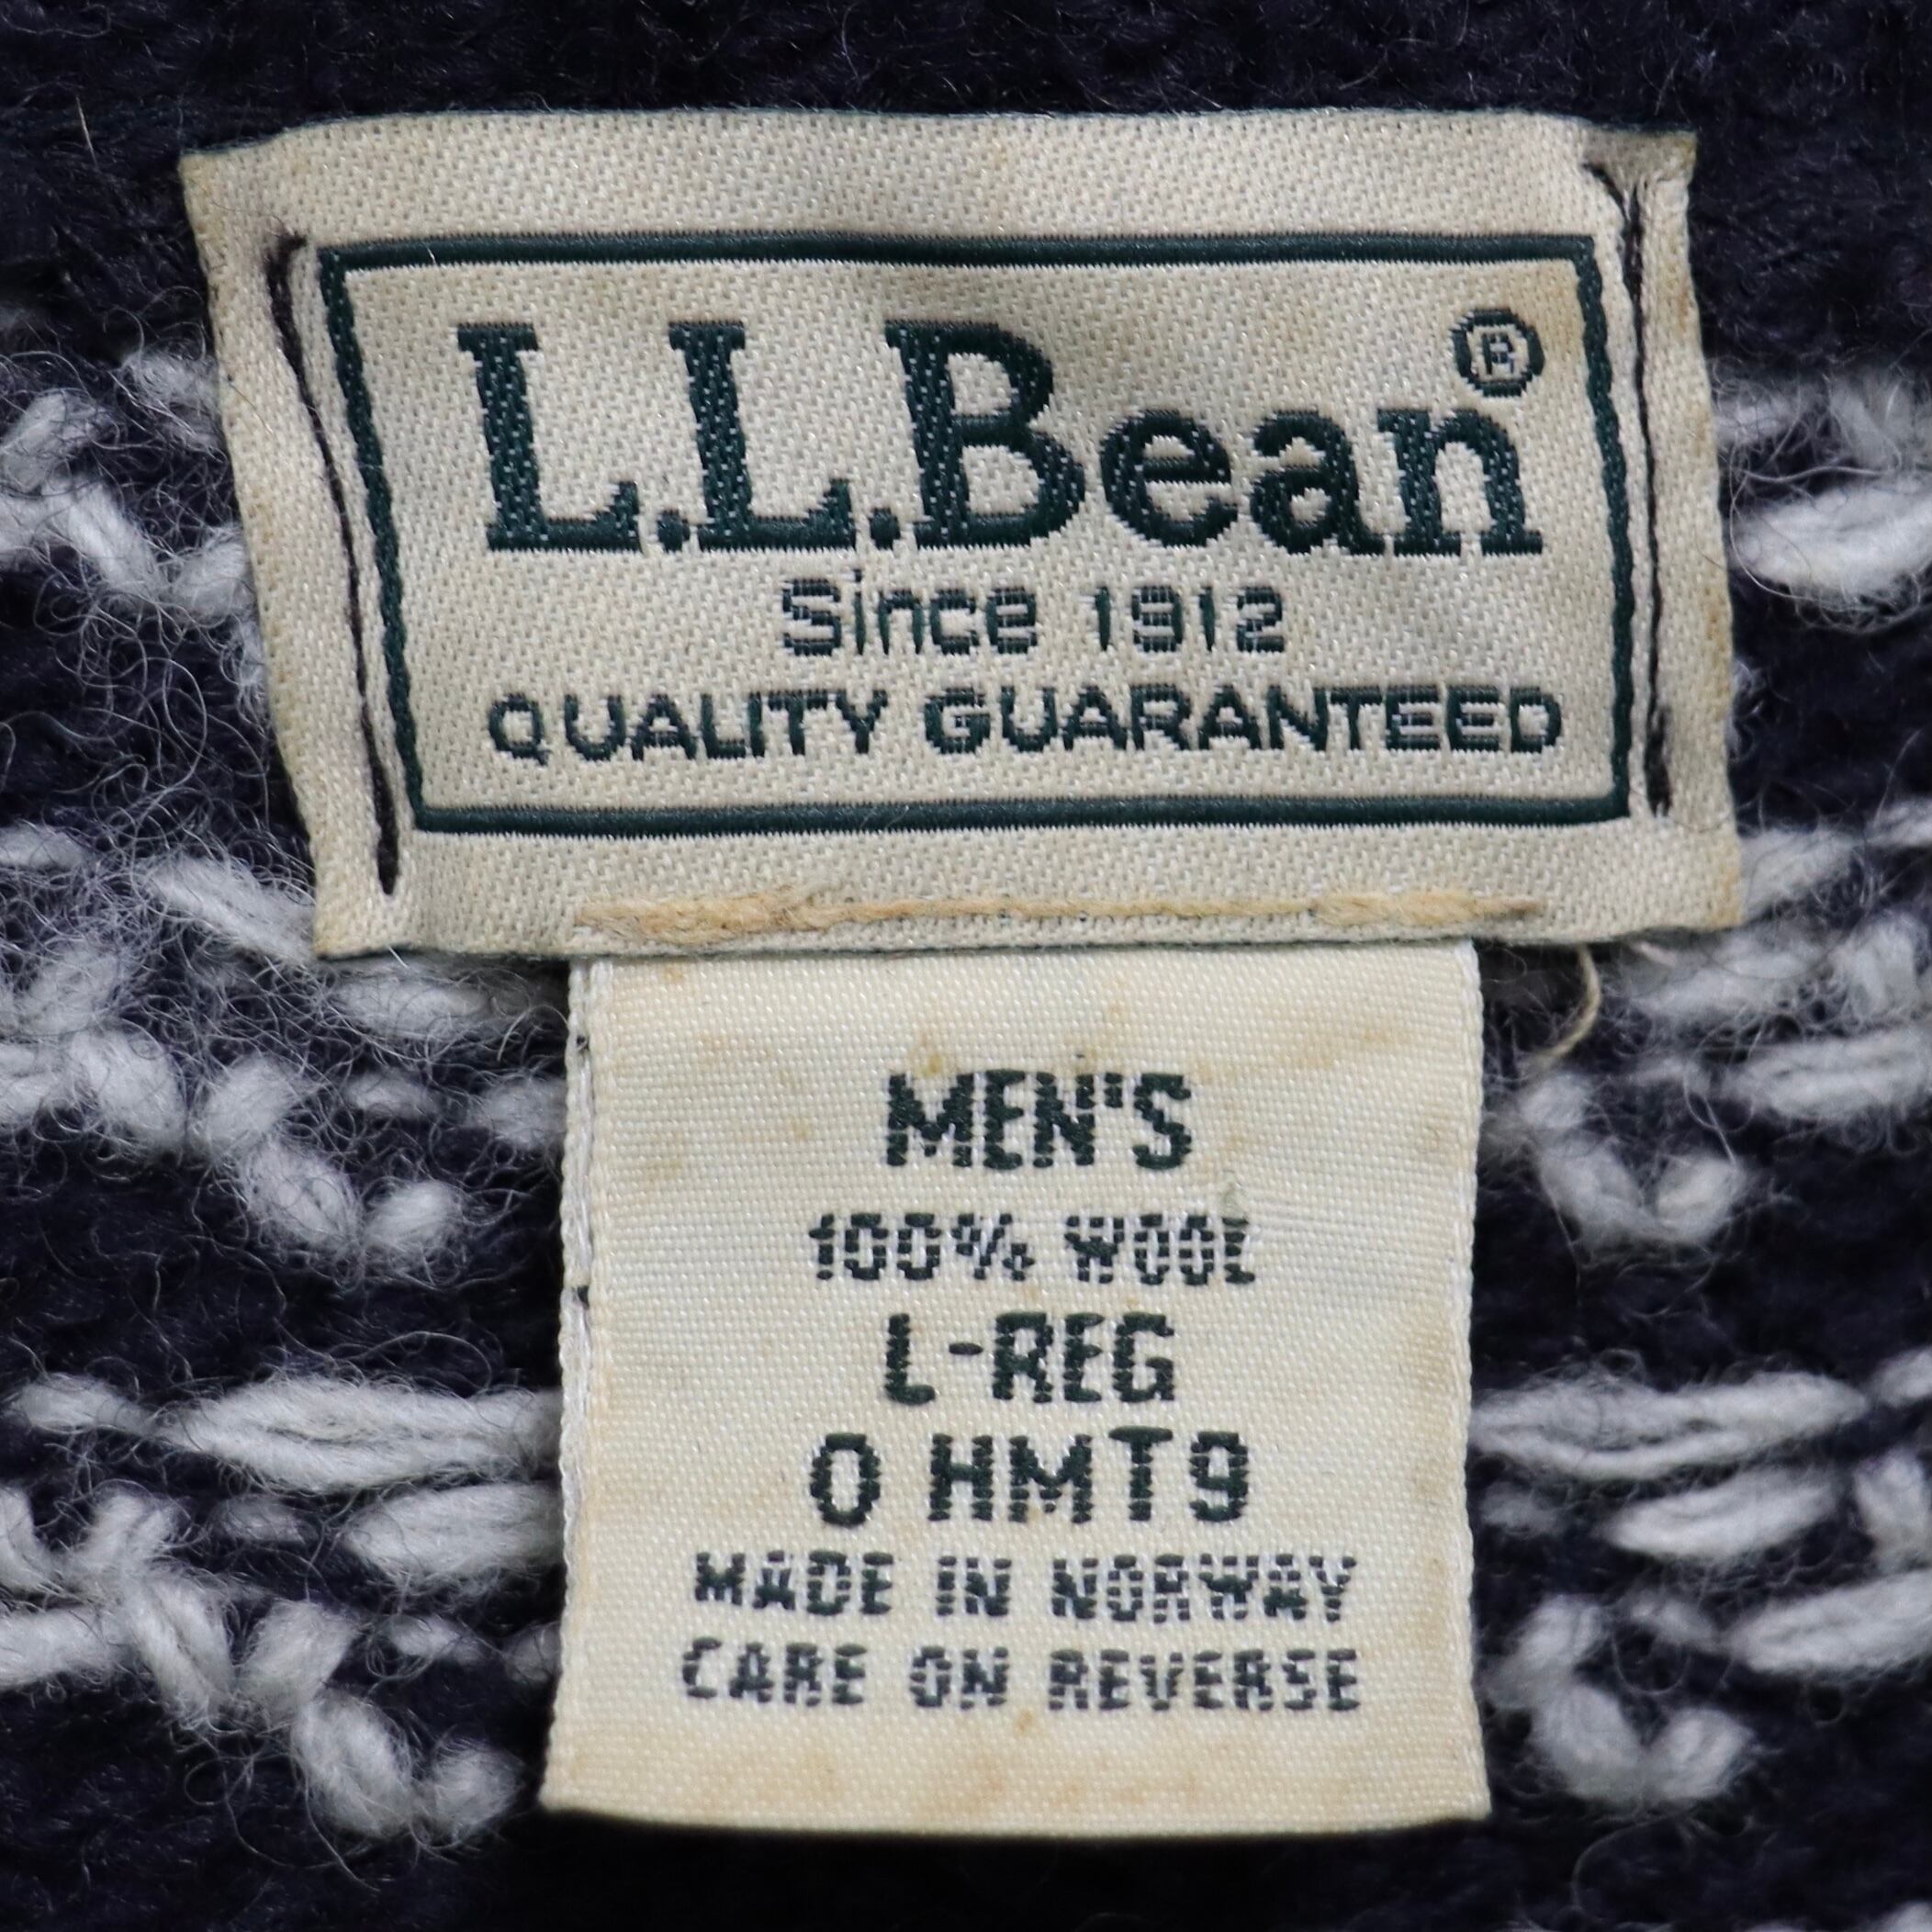 L.L.Bean®
Since 1912
QUALITY GUARANTEED
MEN'S
100% WOOL
L-REG
0 HMT9
MADE IN NORWAY
CARE ON REVERSE